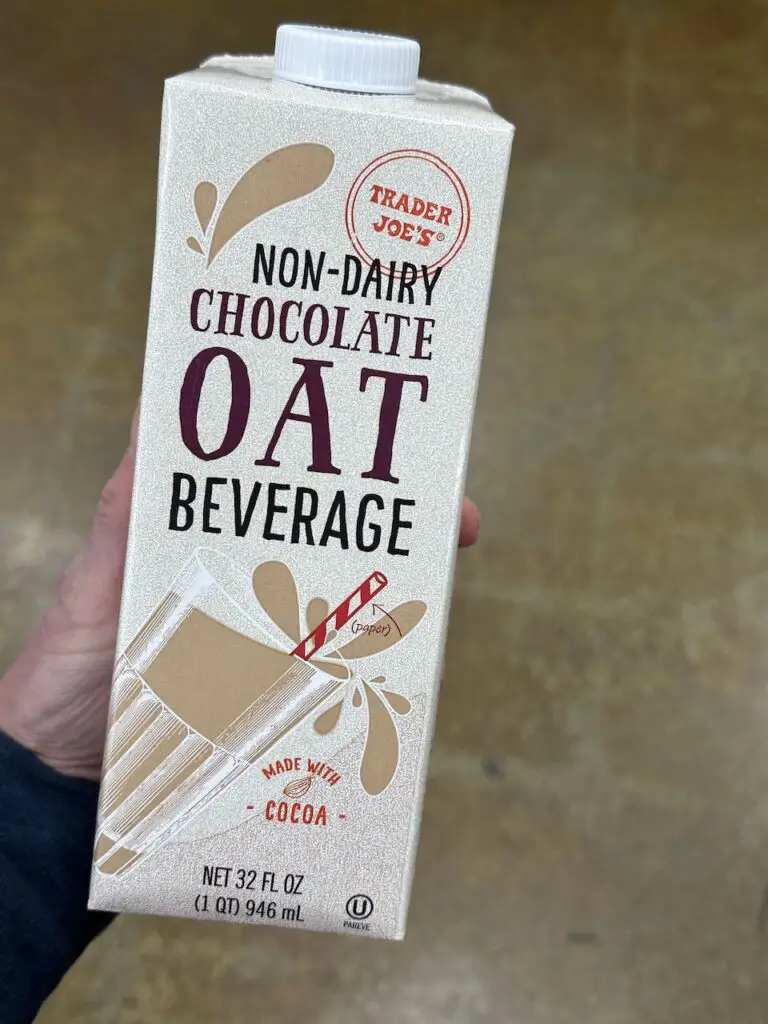 TRADER
JOE'S®
NON-DAIRY
CHOCOLATE
OAT
BEVERAGE
(paper)
MADE WITH
- COCOA -
NET 32 FL OZ
(1 QT) 946 mL
U
PAREVE